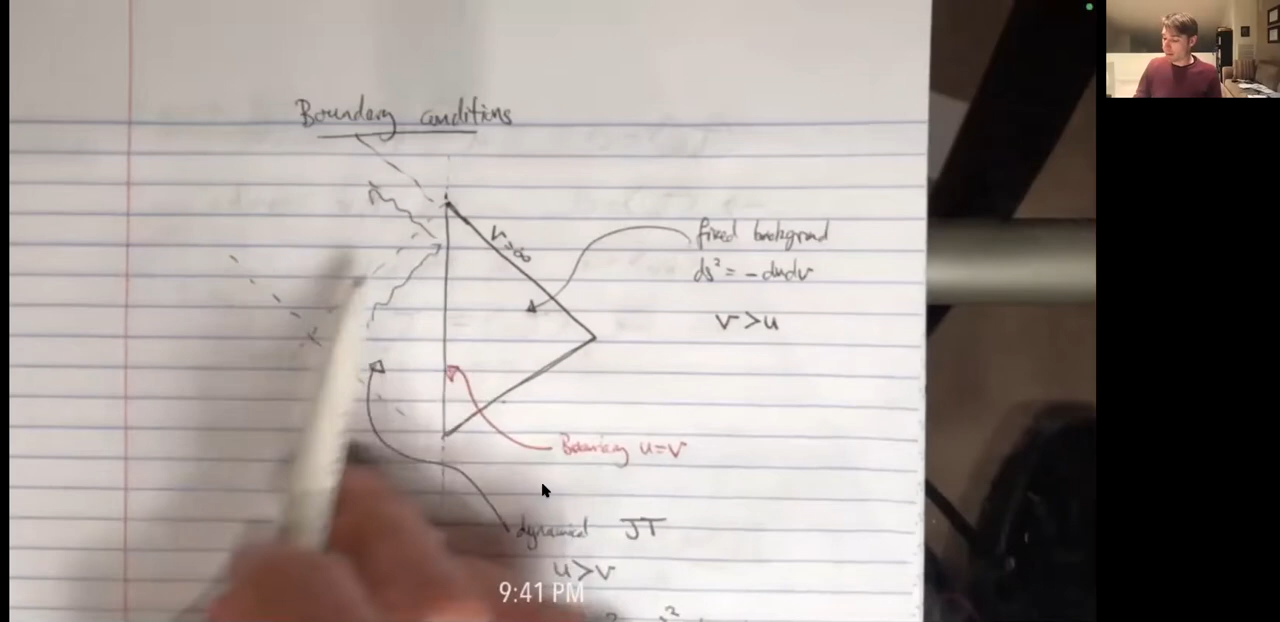 Boundary conditions
v→∞
fixed background
ds² = - dudv
v > u
Boundary u=v
dynamical JT
u > v
9:41 PM